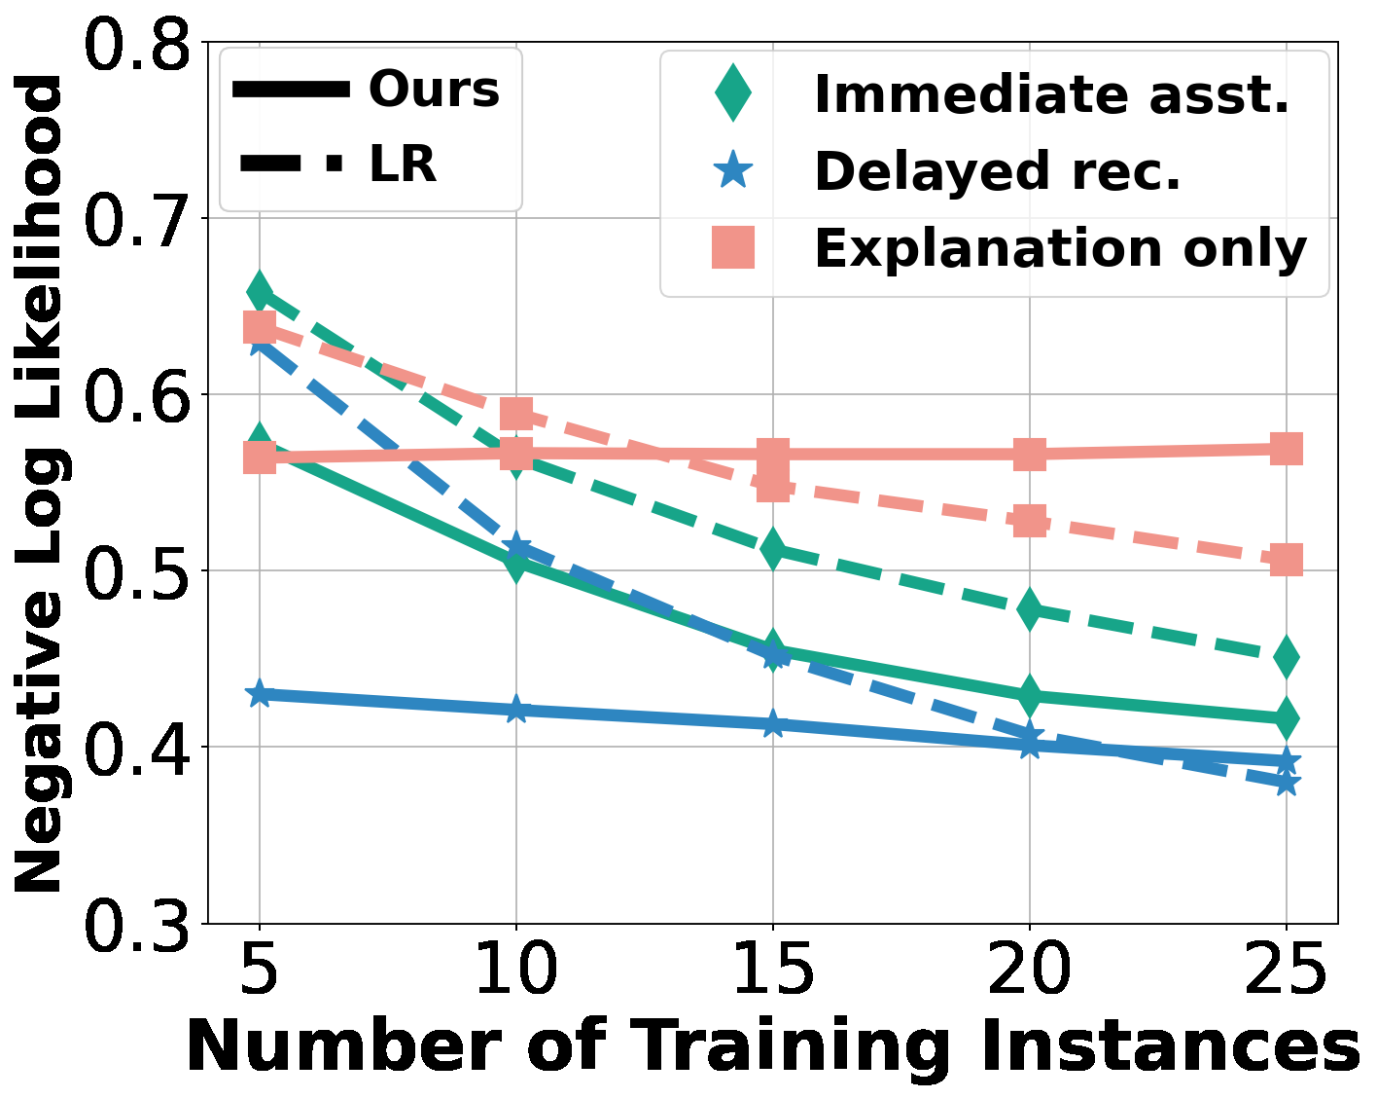 Negative Log Likelihood
0.8
0.7
0.6
0.5
0.4
0.3
Ours
LR
Immediate asst.
Delayed rec.
Explanation only
5 10 15 20 25
Number of Training Instances